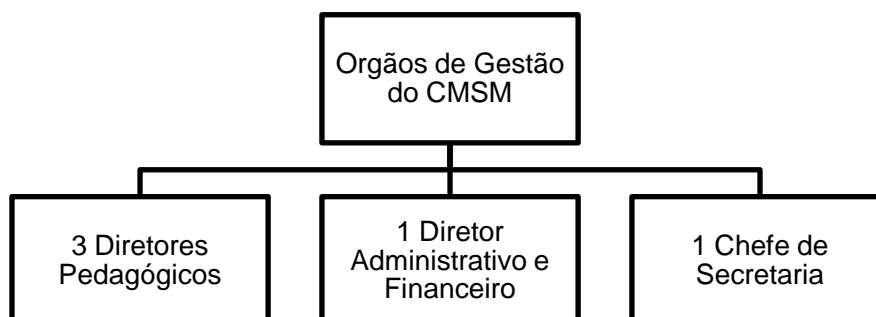 Orgãos de Gestão
do CMSM
3 Diretores
Pedagógicos
1 Diretor
Administrativo e
Financeiro
1 Chefe de
Secretaria